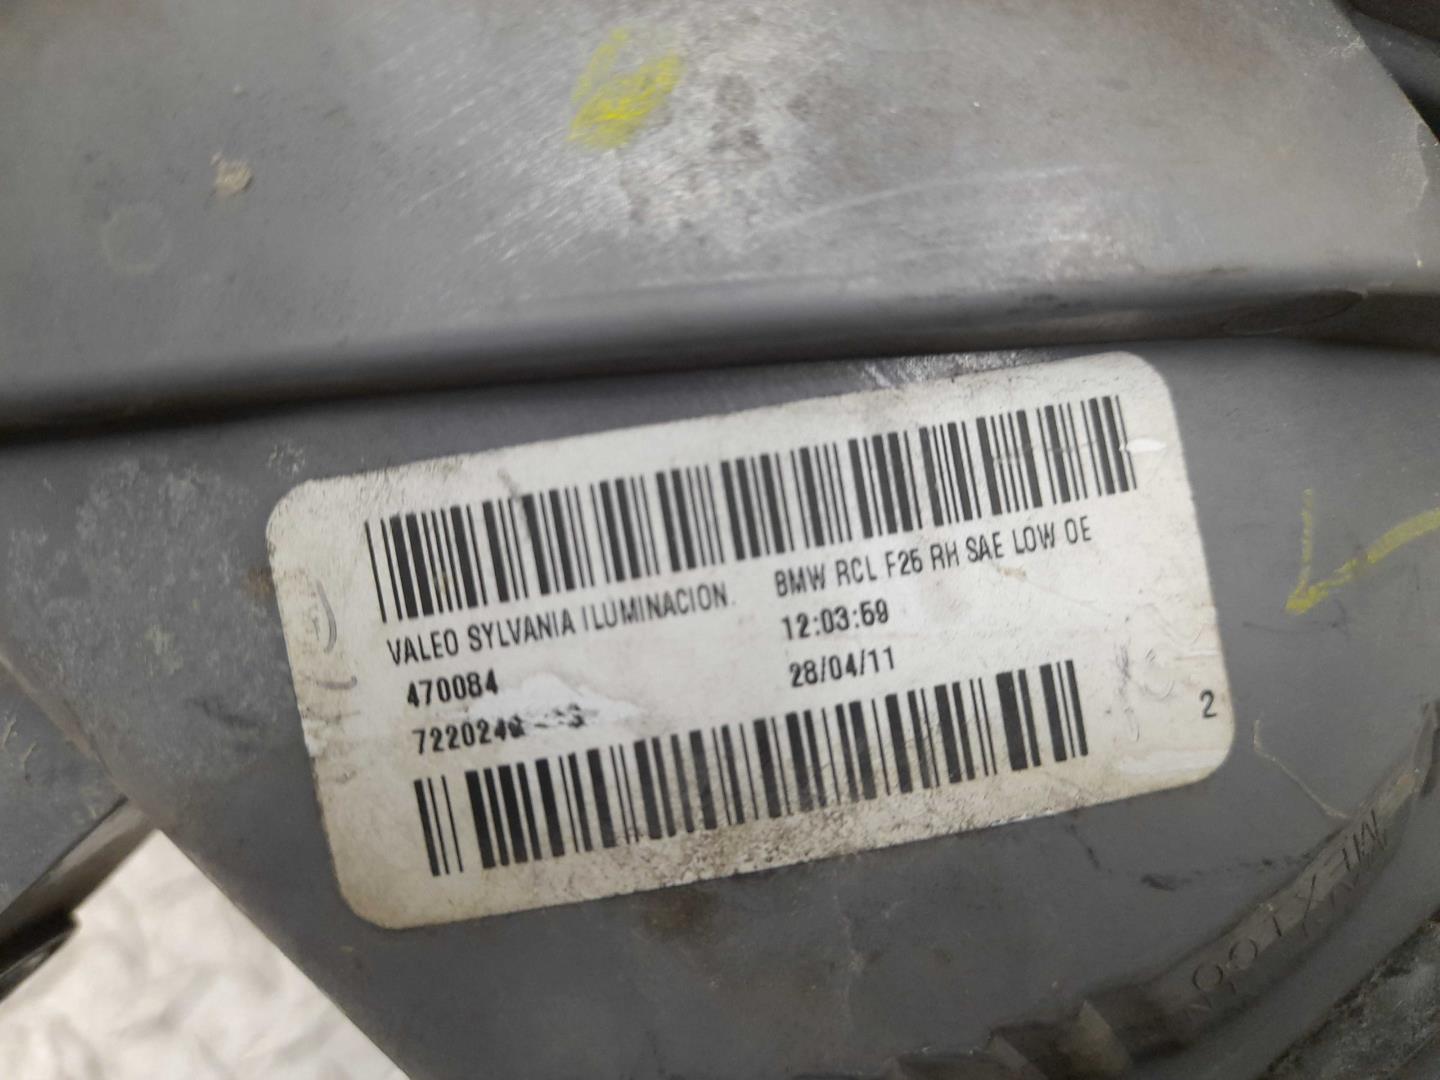 VALEO SYLVANIA ILUMINACION.
470084
BMW RCL F25 RH SAE LOW OE
12:03:59
28/04/11
2